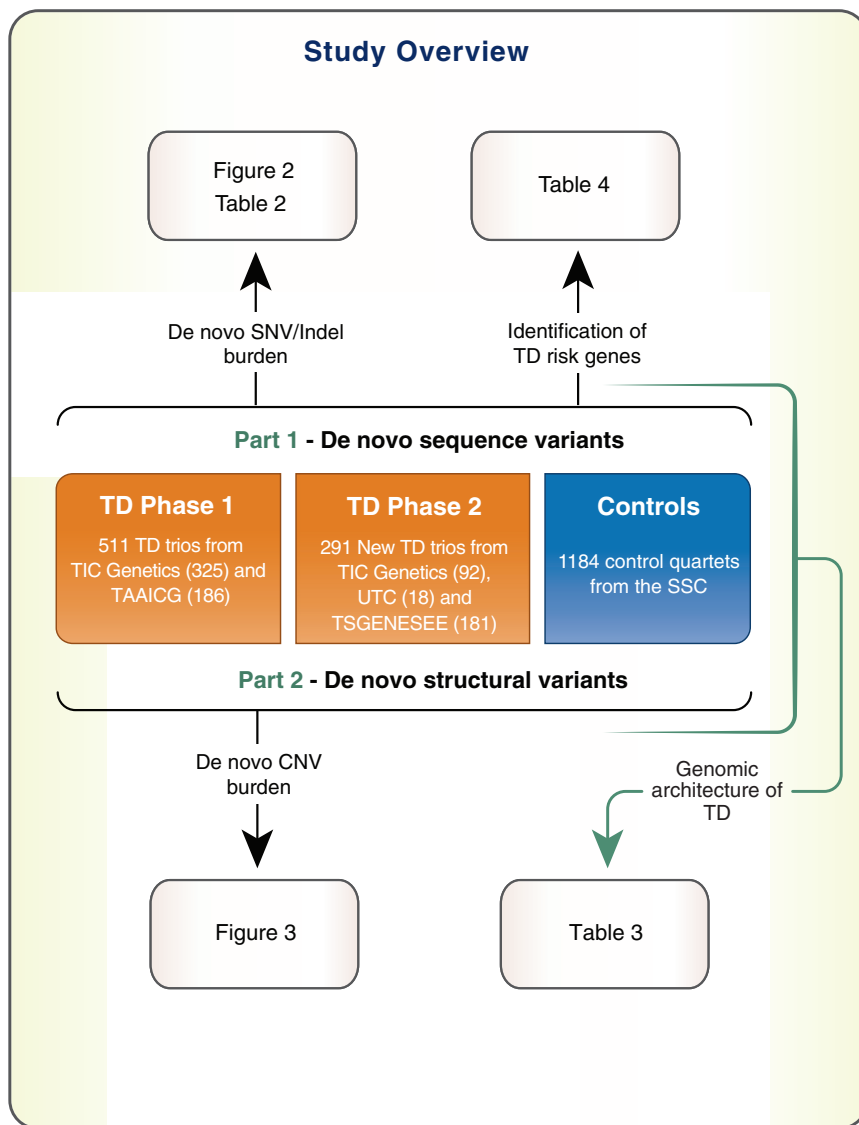 Study Overview
Figure 2
Table 2
Table 4
De novo SNV/Indel
burden
Identification of
TD risk genes
Part 1 - De novo sequence variants
TD Phase 1
511 TD trios from
TIC Genetics (325) and
TAAICG (186)
TD Phase 2
291 New TD trios from
TIC Genetics (92),
UTC (18) and
TSGENESEE (181)
Controls
1184 control quartets
from the SSC
Part 2 - De novo structural variants
De novo CNV
burden
Genomic
architecture of
TD
Figure 3
Table 3